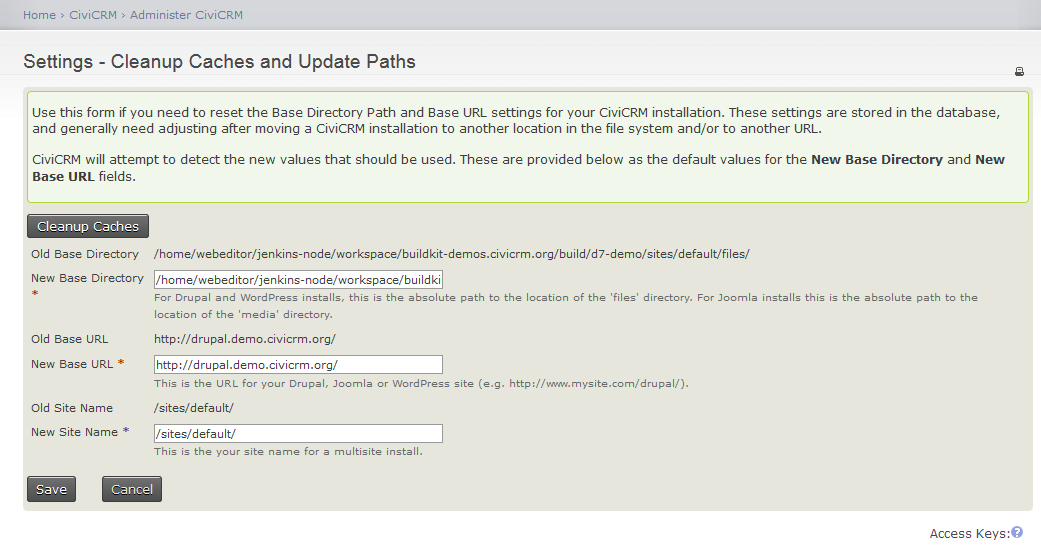 Home › CiviCRM › Administer CiviCRM
Settings - Cleanup Caches and Update Paths
Use this form if you need to reset the Base Directory Path and Base URL settings for your CiviCRM installation. These settings are stored in the database,
and generally need adjusting after moving a CiviCRM installation to another location in the file system and/or to another URL.
CiviCRM will attempt to detect the new values that should be used. These are provided below as the default values for the New Base Directory and New
Base URL fields.
Cleanup Caches
Old Base Directory /home/webeditor/jenkins-node/workspace/buildkit-demos.civicrm.org/build/d7-demo/sites/default/files/
New Base Directory * /home/webeditor/jenkins-node/workspace/buildki
For Drupal and WordPress installs, this is the absolute path to the location of the 'files' directory. For Joomla installs this is the absolute path to the
location of the 'media' directory.
Old Base URL http://drupal.demo.civicrm.org/
New Base URL * http://drupal.demo.civicrm.org/
This is the URL for your Drupal, Joomla or WordPress site (e.g. http://www.mysite.com/drupal/).
Old Site Name /sites/default/
New Site Name * /sites/default/
This is the your site name for a multisite install.
Save Cancel
Access Keys:?